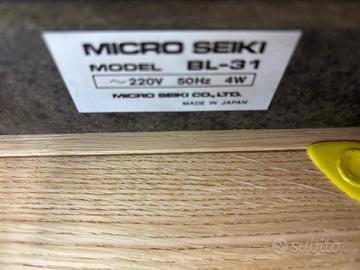 MICRO SEIKI
MODEL BL-31
~220V 50Hz 4W
MICRO SEIKI CO., LTD.
MADE IN JAPAN
subito